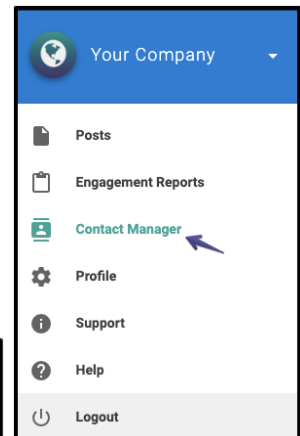 Your Company
Posts
Engagement Reports
Contact Manager
Profile
Support
Help
Logout